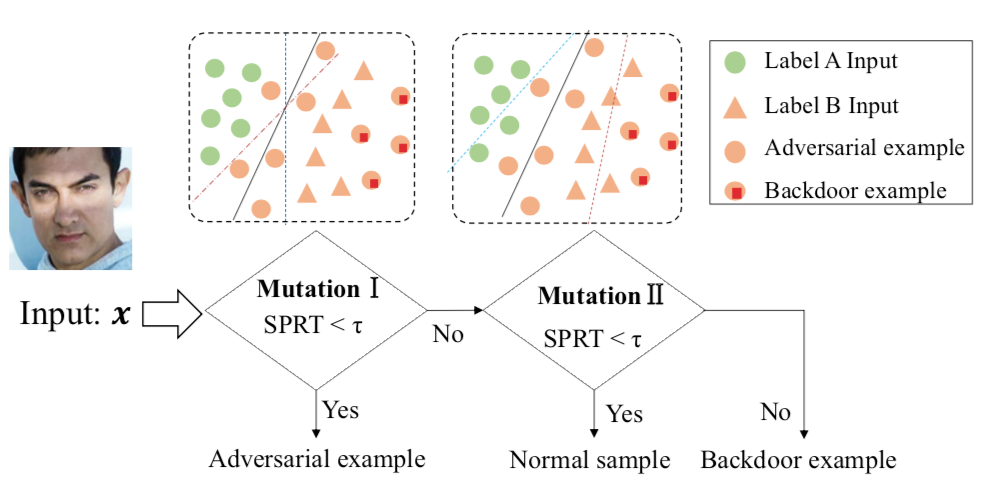 Label A Input
Label B Input
Adversarial example
Backdoor example
Input: x
Mutation Ⅰ
SPRT < τ
No
Mutation Ⅱ
SPRT < τ
Yes
Yes
No
Adversarial example
Normal sample
Backdoor example